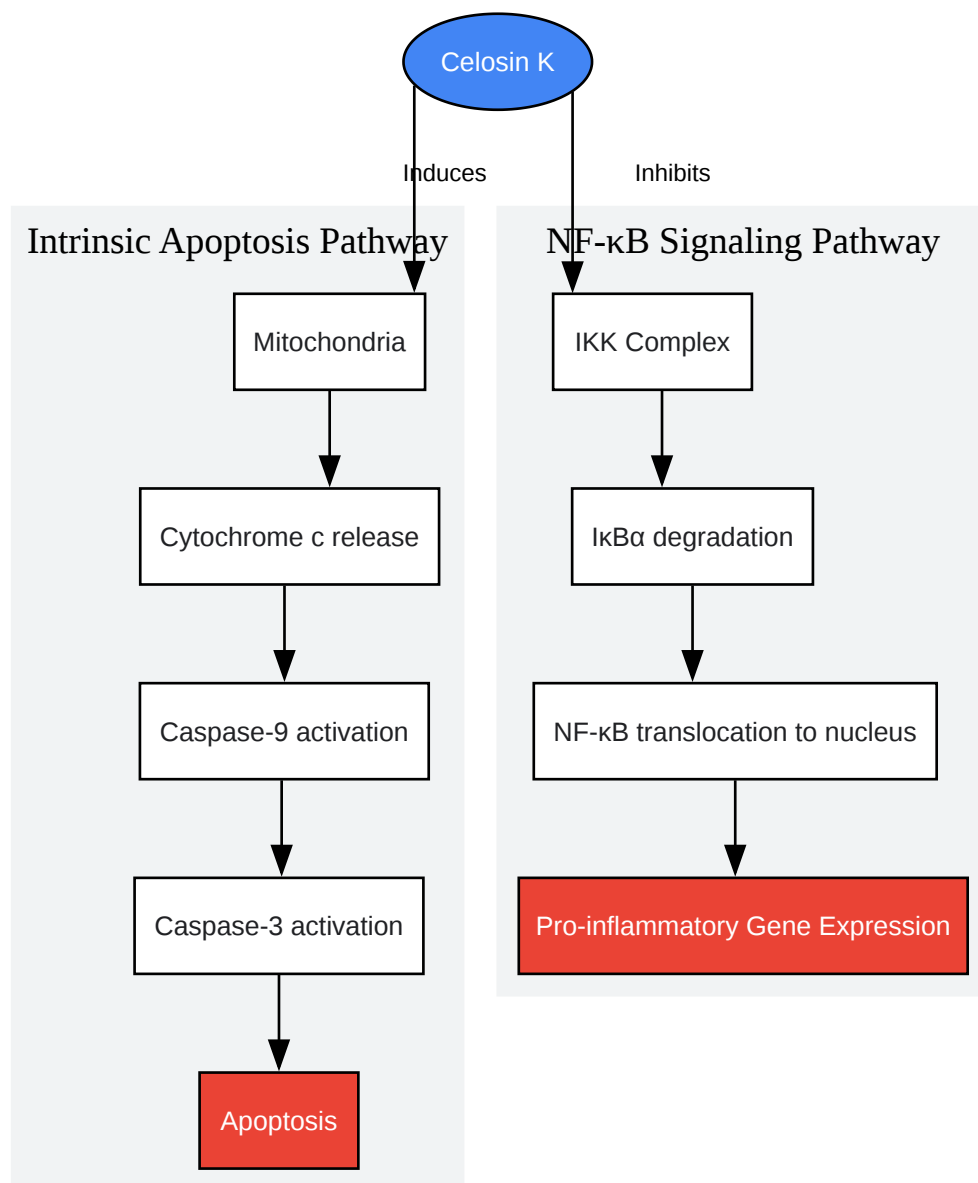 Celosin K
Induces
Inhibits
Intrinsic Apoptosis Pathway
NF-κB Signaling Pathway
Mitochondria
IKK Complex
Cytochrome c release
IκBα degradation
Caspase-9 activation
NF-κB translocation to nucleus
Caspase-3 activation
Pro-inflammatory Gene Expression
Apoptosis